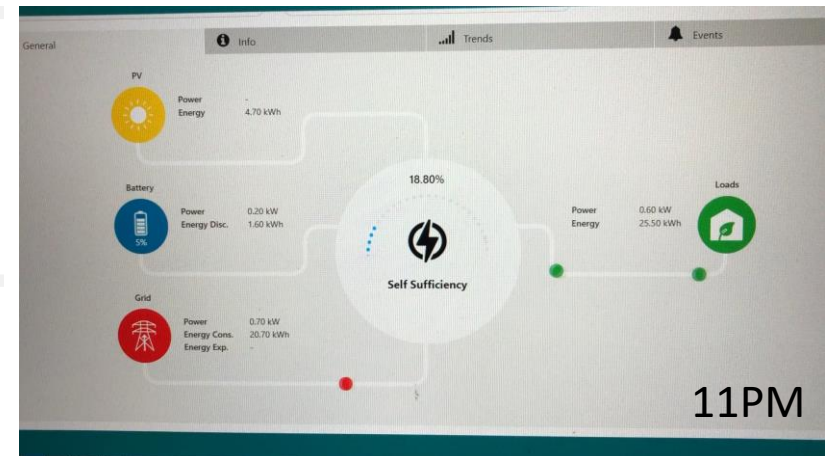 General
Info
Trends
Events
PV
Power -
Energy 4.70 kWh
Battery
5%
Power 0.20 kW
Energy Disc. 1.60 kWh
Grid
Power 0.70 kW
Energy Cons. 20.70 kWh
Energy Exp. -
18.80%
Self Sufficiency
Loads
Power 0.60 kW
Energy 25.50 kWh
11PM